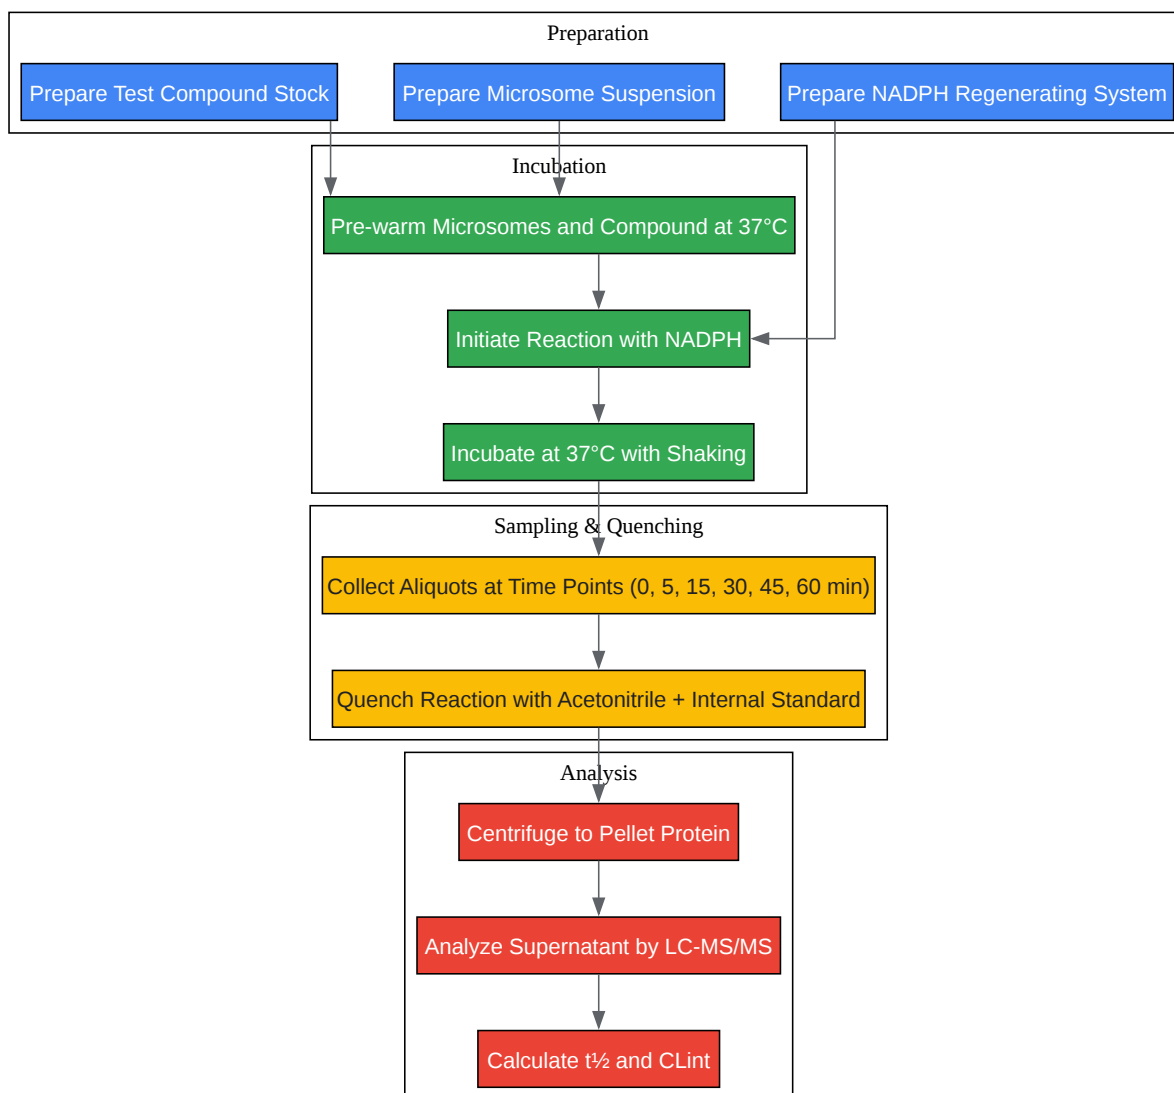 Preparation
Prepare Test Compound Stock
Prepare Microsome Suspension
Prepare NADPH Regenerating System
Incubation
Pre-warm Microsomes and Compound at 37°C
Initiate Reaction with NADPH
Incubate at 37°C with Shaking
Sampling & Quenching
Collect Aliquots at Time Points (0, 5, 15, 30, 45, 60 min)
Quench Reaction with Acetonitrile + Internal Standard
Analysis
Centrifuge to Pellet Protein
Analyze Supernatant by LC-MS/MS
Calculate t½ and CLint